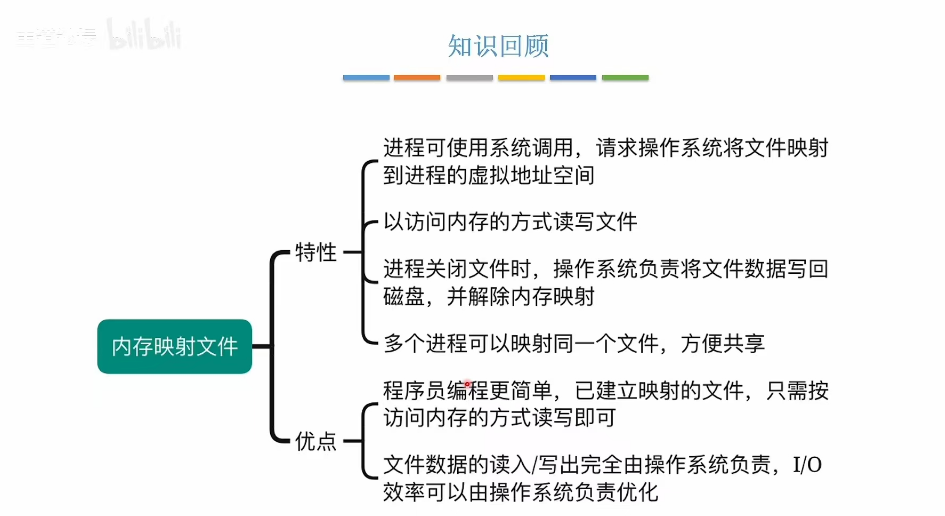 bilibili
知识回顾
进程可使用系统调用，请求操作系统将文件映射
到进程的虚拟地址空间
以访问内存的方式读写文件
特性
进程关闭文件时，操作系统负责将文件数据写回
磁盘，并解除内存映射
多个进程可以映射同一个文件，方便共享
内存映射文件
程序员编程更简单，已建立映射的文件，只需按
访问内存的方式读写即可
优点
文件数据的读入/写出完全由操作系统负责，I/O
效率可以由操作系统负责优化